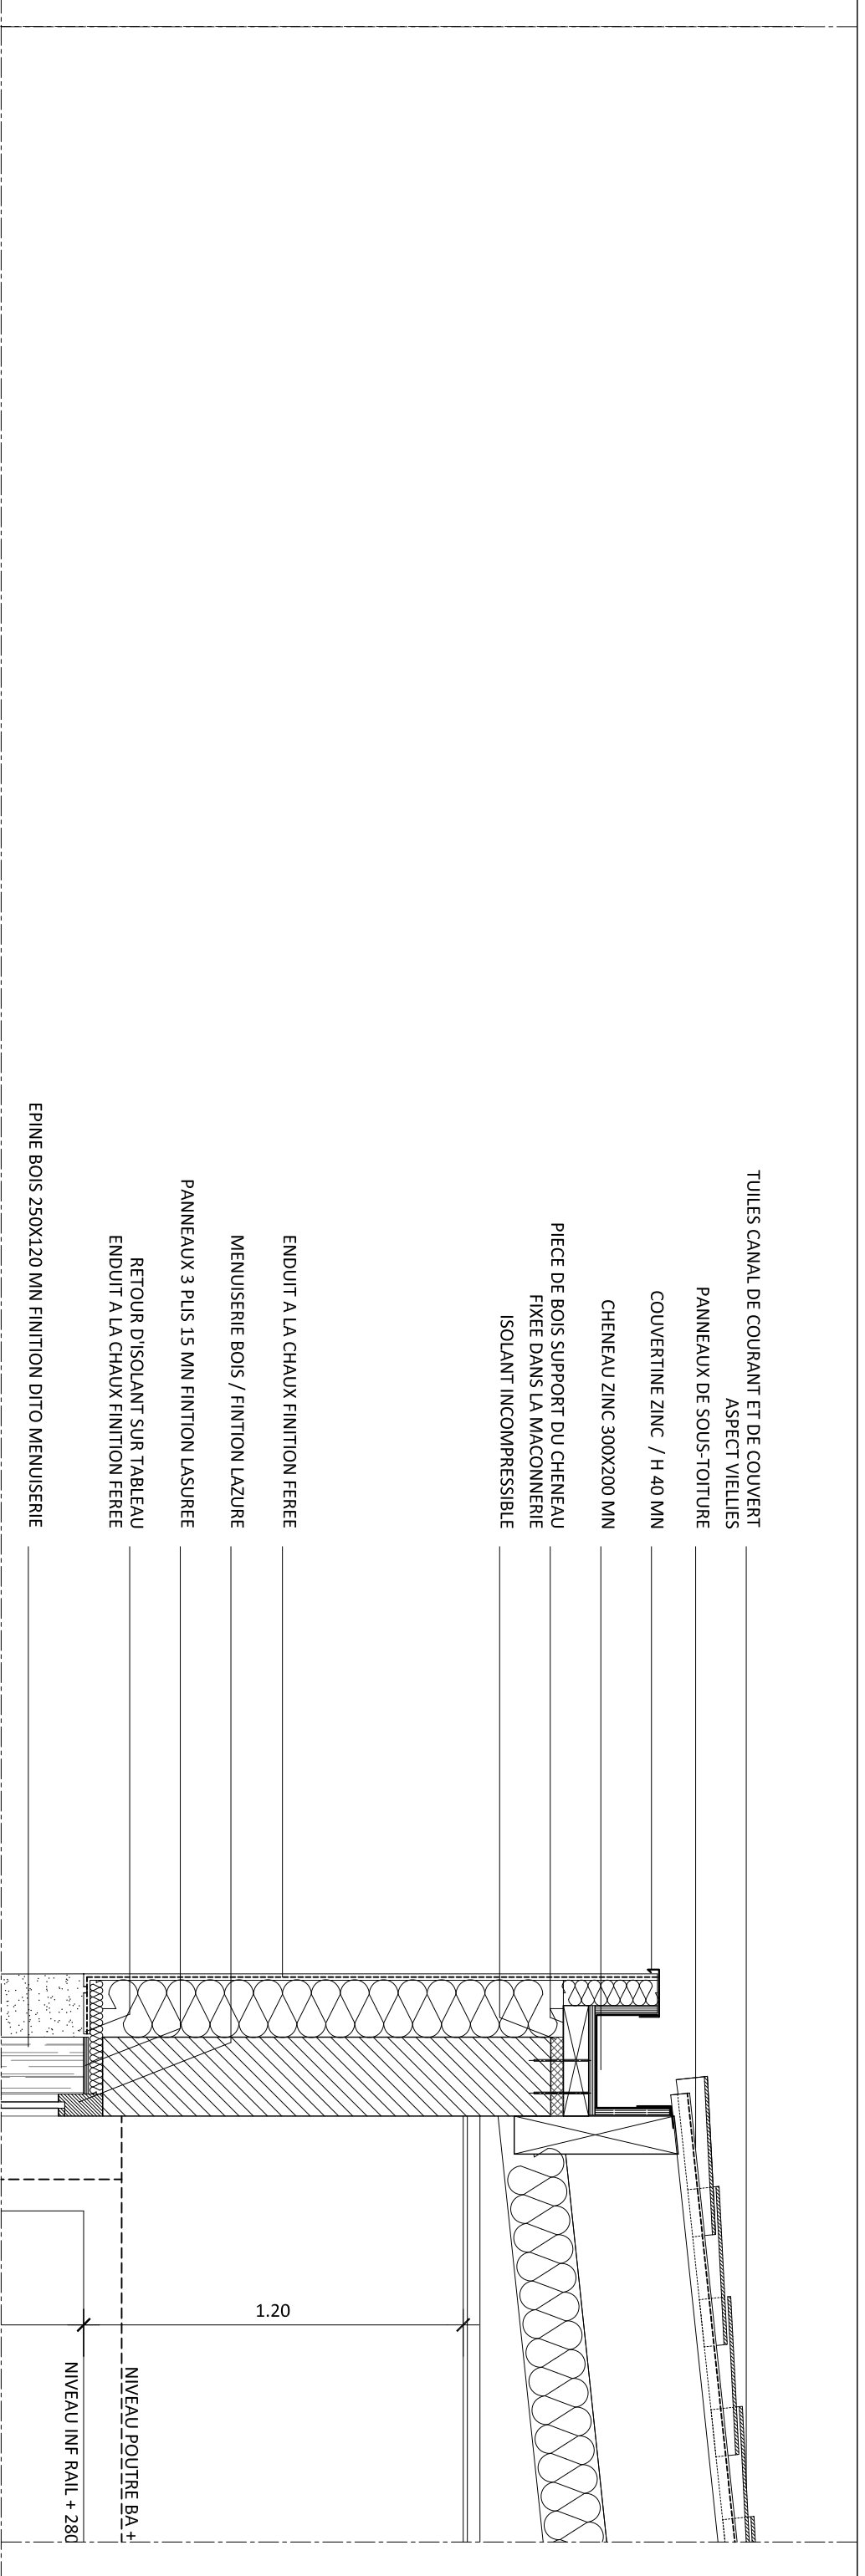 TUILES CANAL DE COURANT ET DE COUVERT
ASPECT VIELLIES
PANNEAUX DE SOUS-TOITURE
COUVERTINE ZINC / H 40 MN
CHENEAU ZINC 300X200 MN
PIECE DE BOIS SUPPORT DU CHENEAU
FIXEE DANS LA MACONNERIE
ISOLANT INCOMPRESSIBLE
ENDUIT A LA CHAUX FINITION FEREE
MENUISERIE BOIS / FINTION LAZURE
PANNEAUX 3 PLIS 15 MN FINTION LASUREE
RETOUR D'ISOLANT SUR TABLEAU
ENDUIT A LA CHAUX FINITION FEREE
EPINE BOIS 250X120 MN FINITION DITO MENUISERIE
1.20
NIVEAU POUTRE BA +
NIVEAU INF RAIL + 280